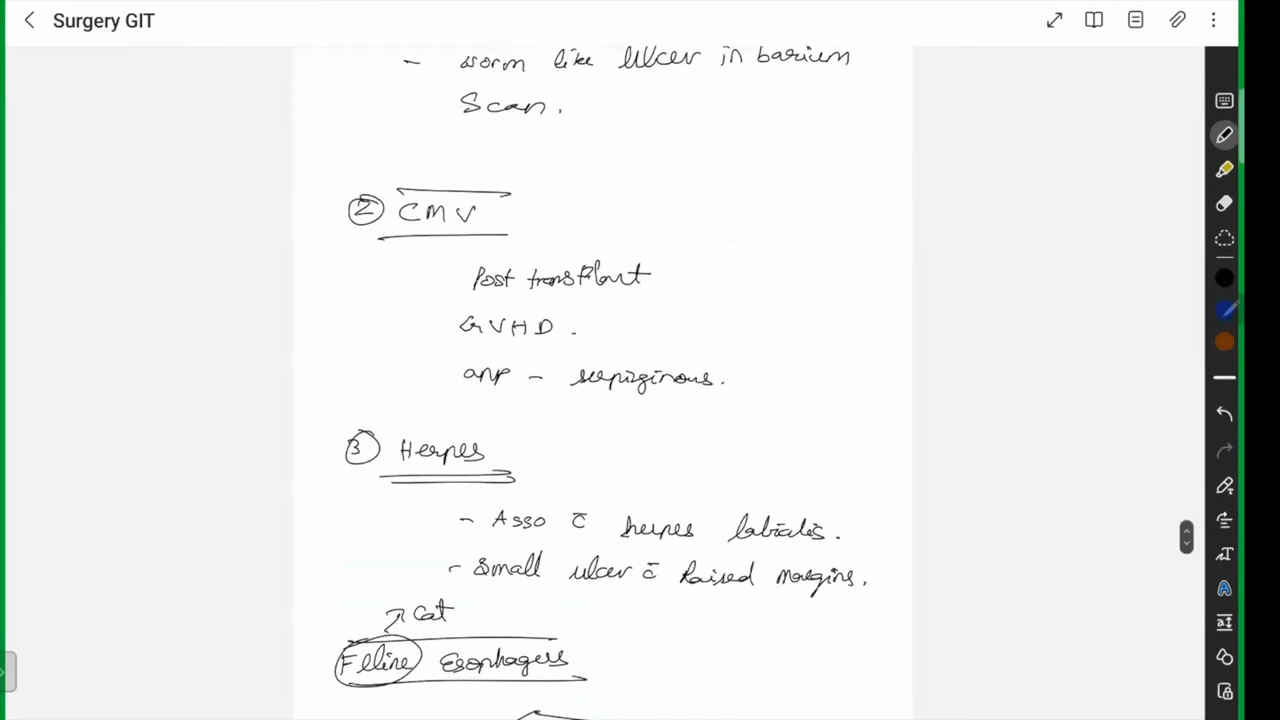 Surgery GIT
- worm like Ulcer in barium
Scan.
② CMV
Post transplant
GVHD.
app - serpiginous.
③ Herpes
- Asso c̄ herpes labialis.
- Small ulcer c̄ Raised Margins.
↗ Cat
Feline Esophagus